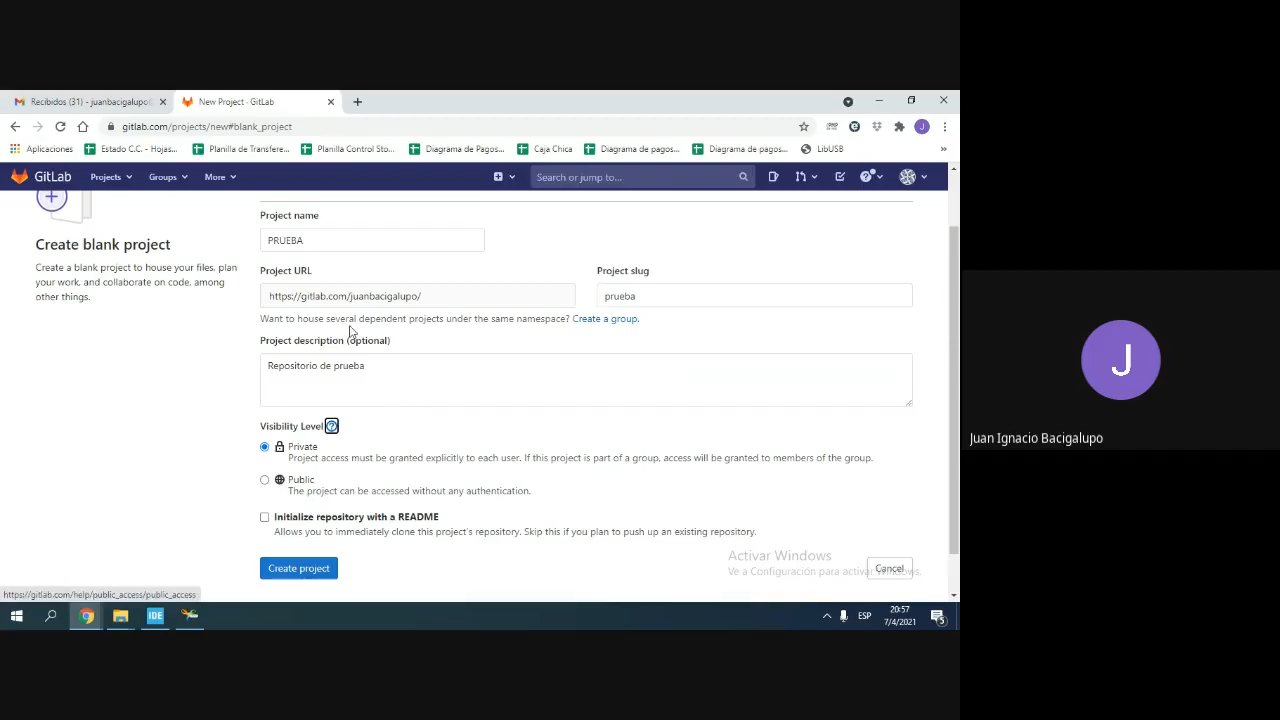 Recibidos (31) - juanbacigalupo
New Project · GitLab
gitlab.com/projects/new#blank_project
Aplicaciones
Estado C.C. - Hojas...
Planilla de Transfere...
Planilla Control Sto...
Diagrama de Pagos...
Caja Chica
Diagrama de pagos...
Diagrama de pagos...
LibUSB
»
GitLab
Projects
Groups
More
Search or jump to...
Create blank project
Create a blank project to house your files, plan
your work, and collaborate on code, among
other things.
Project name
PRUEBA
Project URL
Project slug
https://gitlab.com/juanbacigalupo/
prueba
Want to house several dependent projects under the same namespace? Create a group.
Project description (optional)
Repositorio de prueba
Visibility Level
Private
Project access must be granted explicitly to each user. If this project is part of a group, access will be granted to members of the group.
Public
The project can be accessed without any authentication.
Initialize repository with a README
Allows you to immediately clone this project's repository. Skip this if you plan to push up an existing repository.
Create project
Cancel
Activar Windows
Ve a Configuración para activar Windows.
https://gitlab.com/help/public_access/public_access
IDE
ESP
20:57
7/4/2021
5
J
J
Juan Ignacio Bacigalupo